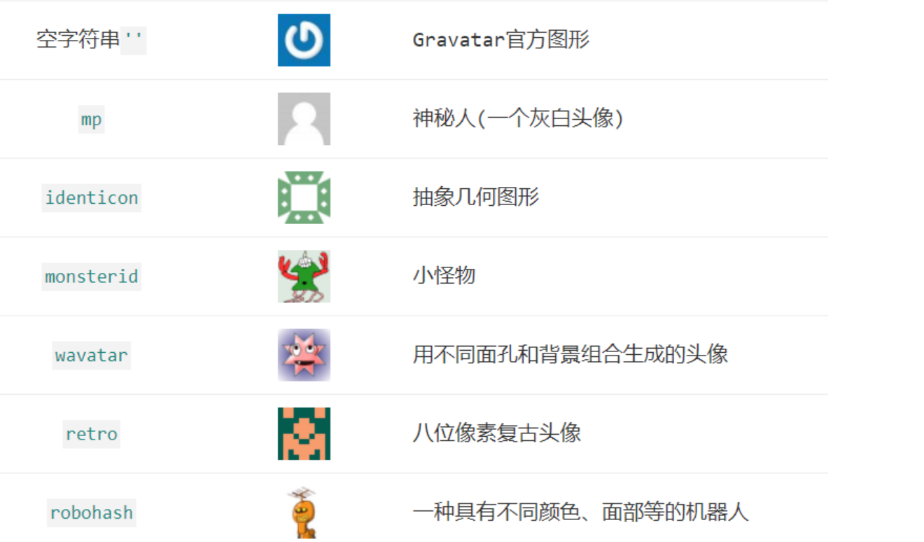 空字符串'' Gravatar官方图形
mp 神秘人(一个灰白头像)
identicon 抽象几何图形
monsterid 小怪物
wavatar 用不同面孔和背景组合生成的头像
retro 八位像素复古头像
robohash 一种具有不同颜色、面部等的机器人